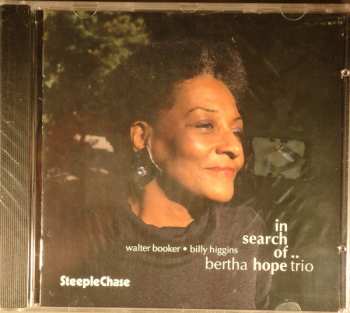 in
search
of ..
walter booker • billy higgins
bertha hope trio
SteepleChase